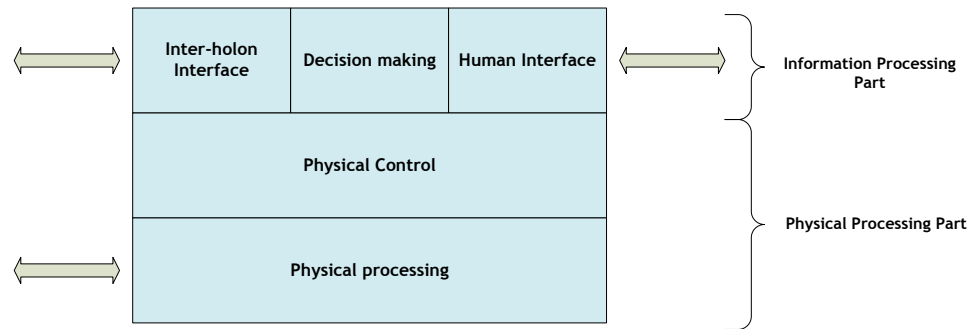 Inter-holon
Interface
Decision making
Human Interface
Information Processing
Part
Physical Control
Physical Processing Part
Physical processing